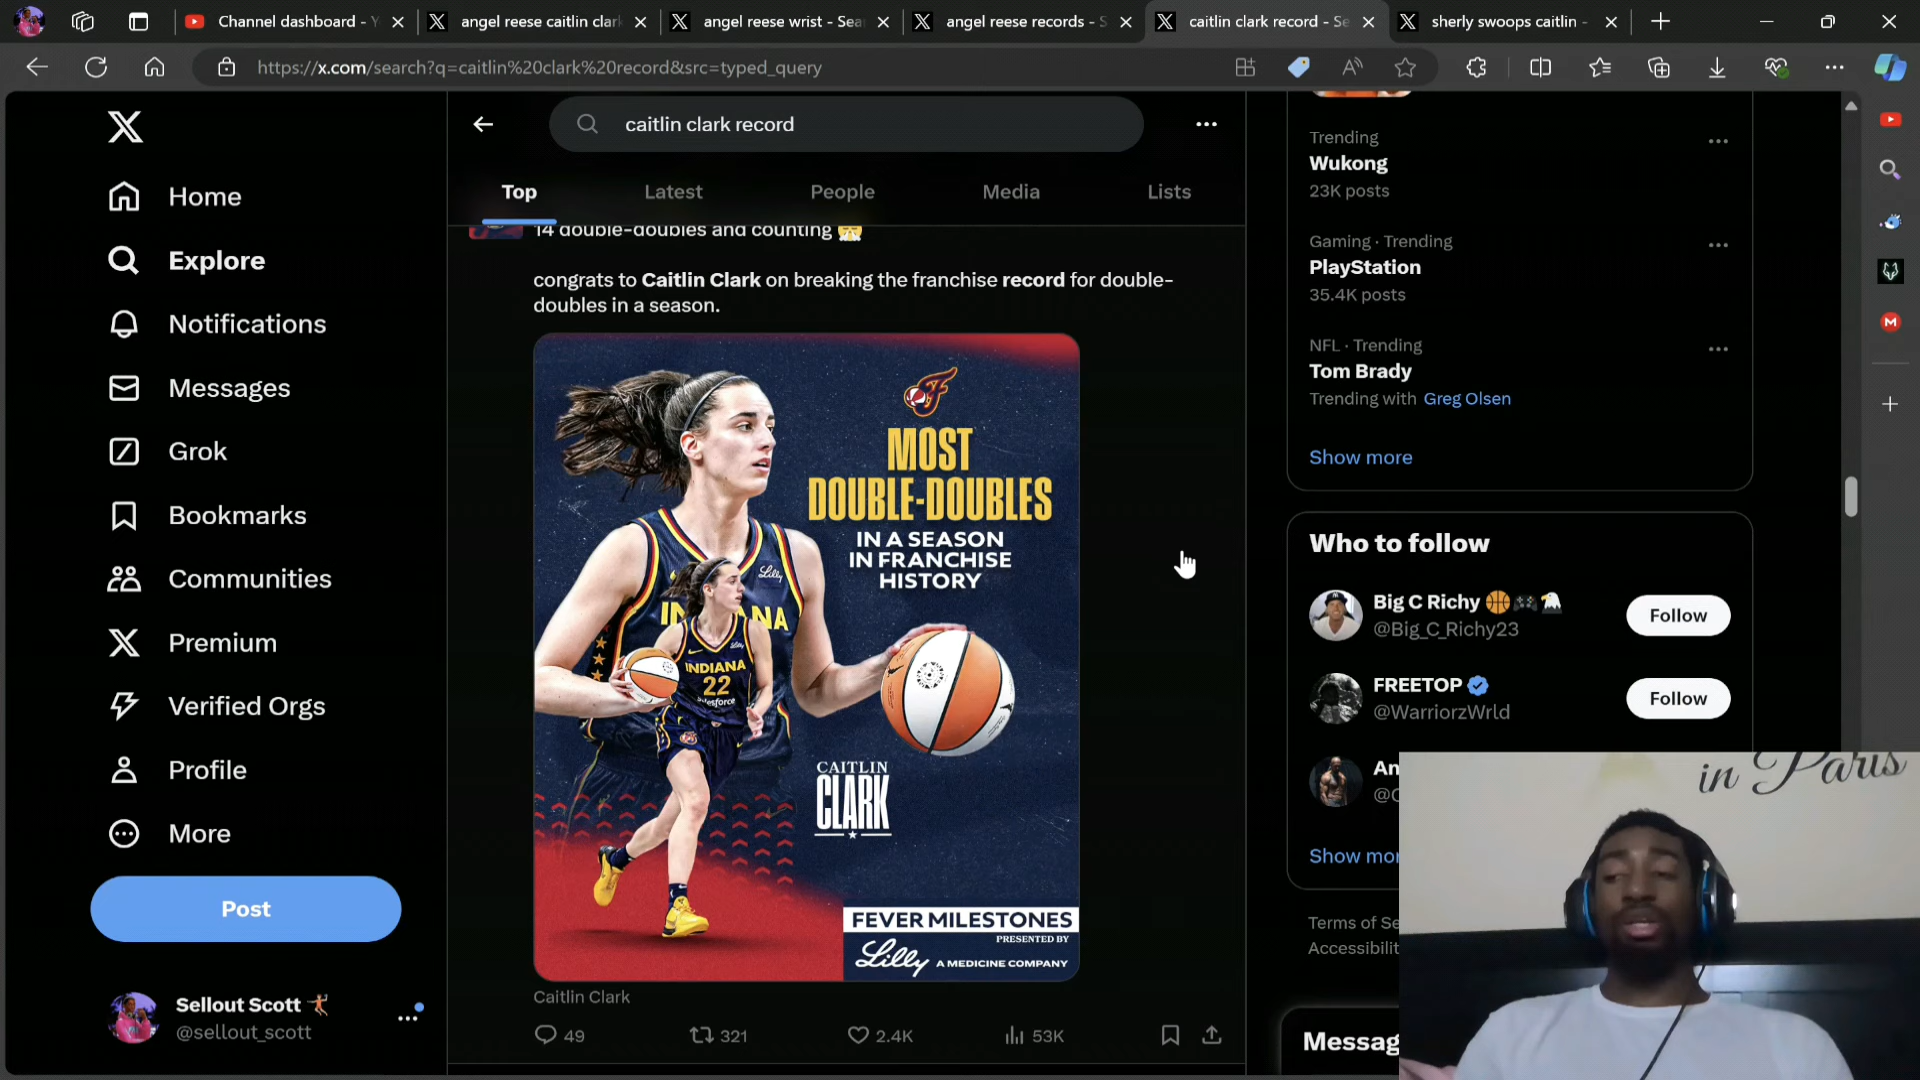 Channel dashboard - Y
angel reese caitlin clar
angel reese wrist - Sea
angel reese records - S
caitlin clark record - Se
sherly swoops caitlin -
https://x.com/search?q=caitlin%20clark%20record&src=typed_query
caitlin clark record
Top
Latest
People
Media
Lists
Home
Explore
Notifications
Messages
Grok
Bookmarks
Communities
Premium
Verified Orgs
Profile
More
Post
Sellout Scott
@sellout_scott
14 double-doubles and counting
congrats to Caitlin Clark on breaking the franchise record for double-
doubles in a season.
MOST
DOUBLE-DOUBLES
IN A SEASON
IN FRANCHISE
HISTORY
Lilly
INDIANA
INDIANA
22
CAITLIN
CLARK
FEVER MILESTONES
PRESENTED BY
Lilly
A MEDICINE COMPANY
Caitlin Clark
49
321
2.4K
53K
Trending
Wukong
23K posts
Gaming · Trending
PlayStation
35.4K posts
NFL · Trending
Tom Brady
Trending with Greg Olsen
Show more
Who to follow
Big C Richy
@Big_C_Richy23
Follow
FREETOP
@WarriorzWrld
Follow
An
Show mor
Terms of Se
Accessibilit
Messag
in Paris